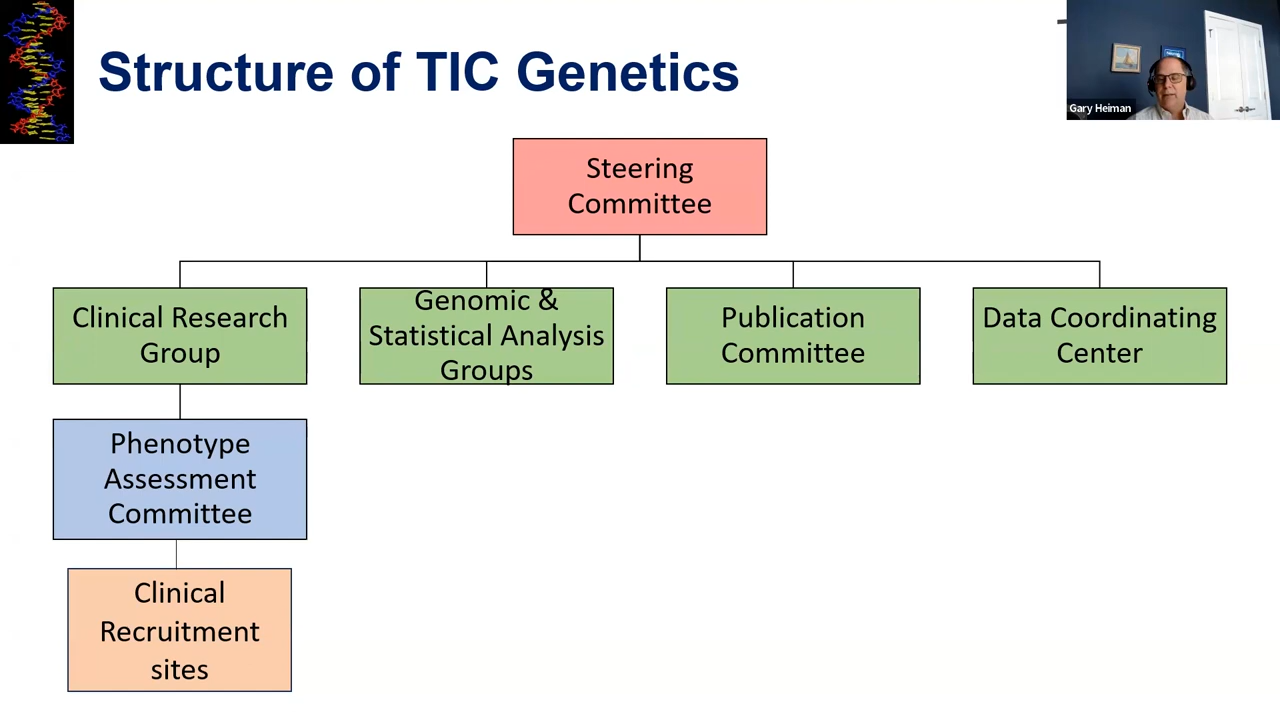 Structure of TIC Genetics
Gary Heiman
Steering
Committee
Clinical Research
Group
Genomic &
Statistical Analysis
Groups
Publication
Committee
Data Coordinating
Center
Phenotype
Assessment
Committee
Clinical
Recruitment
sites